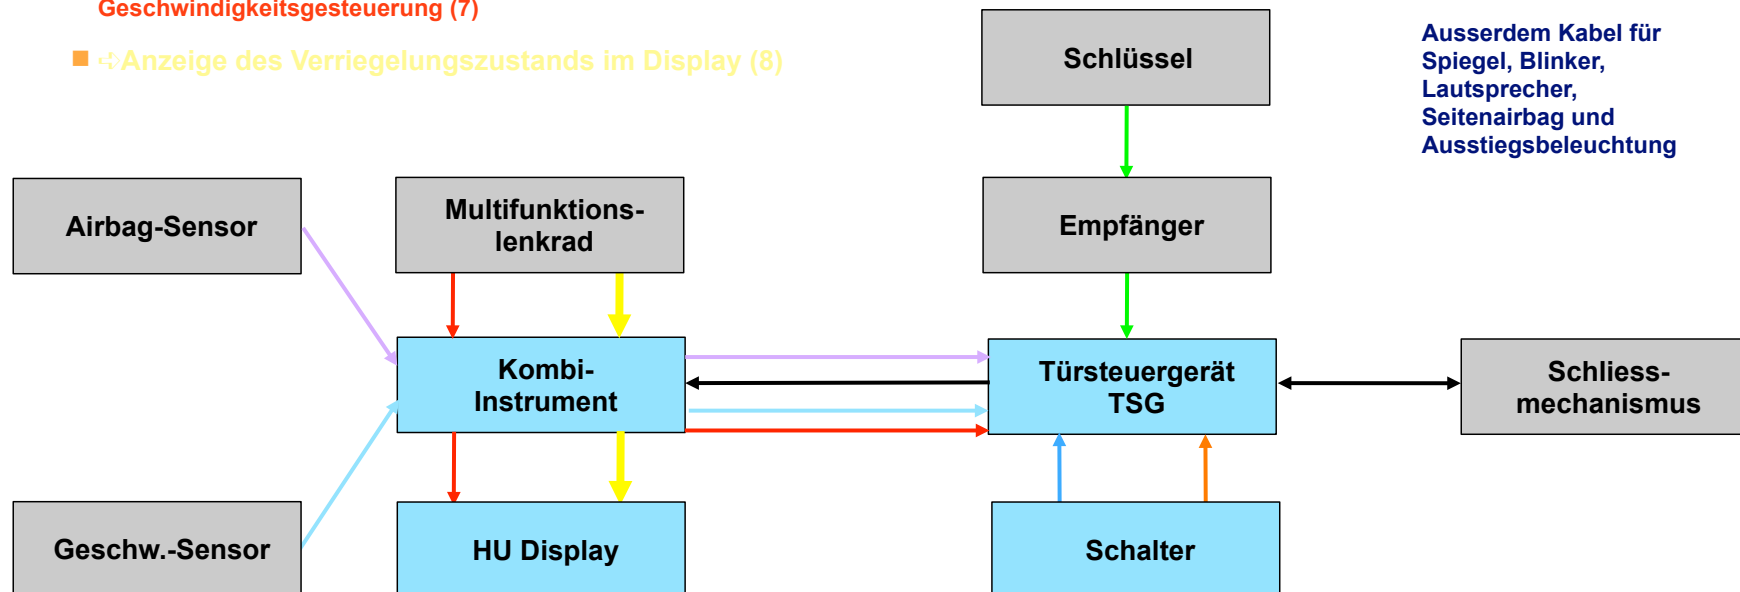 Geschwindigkeitsgesteuerung (7)
➪Anzeige des Verriegelungszustands im Display (8)
Schlüssel
Ausserdem Kabel für
Spiegel, Blinker,
Lautsprecher,
Seitenairbag und
Ausstiegsbeleuchtung
Airbag-Sensor
Multifunktions-
lenkrad
Empfänger
Kombi-
Instrument
Türsteuergerät
TSG
Schliess-
mechanismus
Geschw.-Sensor
HU Display
Schalter